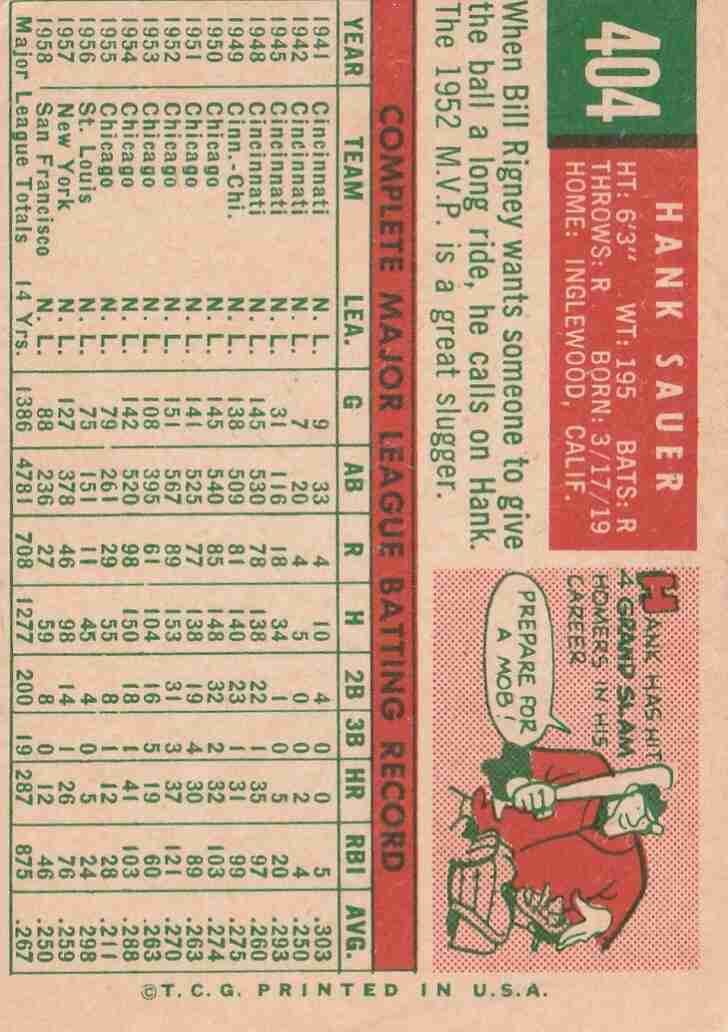 404
HANK SAUER
HT: 6'3" WT: 195 BATS: R
THROWS: R BORN: 3/17/19
HOME: INGLEWOOD, CALIF.
When Bill Rigney wants someone to give
the ball a long ride, he calls on Hank.
The 1952 M.V.P. is a great slugger.
HANK HAS HIT
4 GRAND SLAM
HOMERS IN HIS
CAREER
PREPARE FOR
A MOB!
COMPLETE MAJOR LEAGUE BATTING RECORD
YEAR TEAM LEA. G AB R H 2B 3B HR RBI AVG.
1941 Cincinnati N. L. 9 33 4 10 4 0 0 5 .303
1942 Cincinnati N. L. 7 20 4 5 0 0 2 4 .250
1945 Cincinnati N. L. 31 116 18 34 1 0 5 20 .293
1948 Cincinnati N. L. 145 530 78 138 22 1 35 97 .260
1949 Cinn.-Chi. N. L. 138 509 81 140 23 1 31 99 .275
1950 Chicago N. L. 145 540 85 148 32 2 32 103 .274
1951 Chicago N. L. 141 525 77 138 19 4 30 89 .263
1952 Chicago N. L. 151 567 89 153 31 3 37 121 .270
1953 Chicago N. L. 108 395 61 104 16 5 19 60 .263
1954 Chicago N. L. 142 520 98 150 18 1 41 103 .288
1955 Chicago N. L. 79 261 29 55 8 1 12 28 .211
1956 St. Louis N. L. 75 151 11 45 4 0 5 24 .298
1957 New York N. L. 127 378 46 98 14 1 26 76 .259
1958 San Francisco N. L. 88 236 27 59 8 0 12 46 .250
Major League Totals 14 Yrs. 1386 4781 708 1277 200 19 287 875 .267
©T.C.G. PRINTED IN U.S.A.